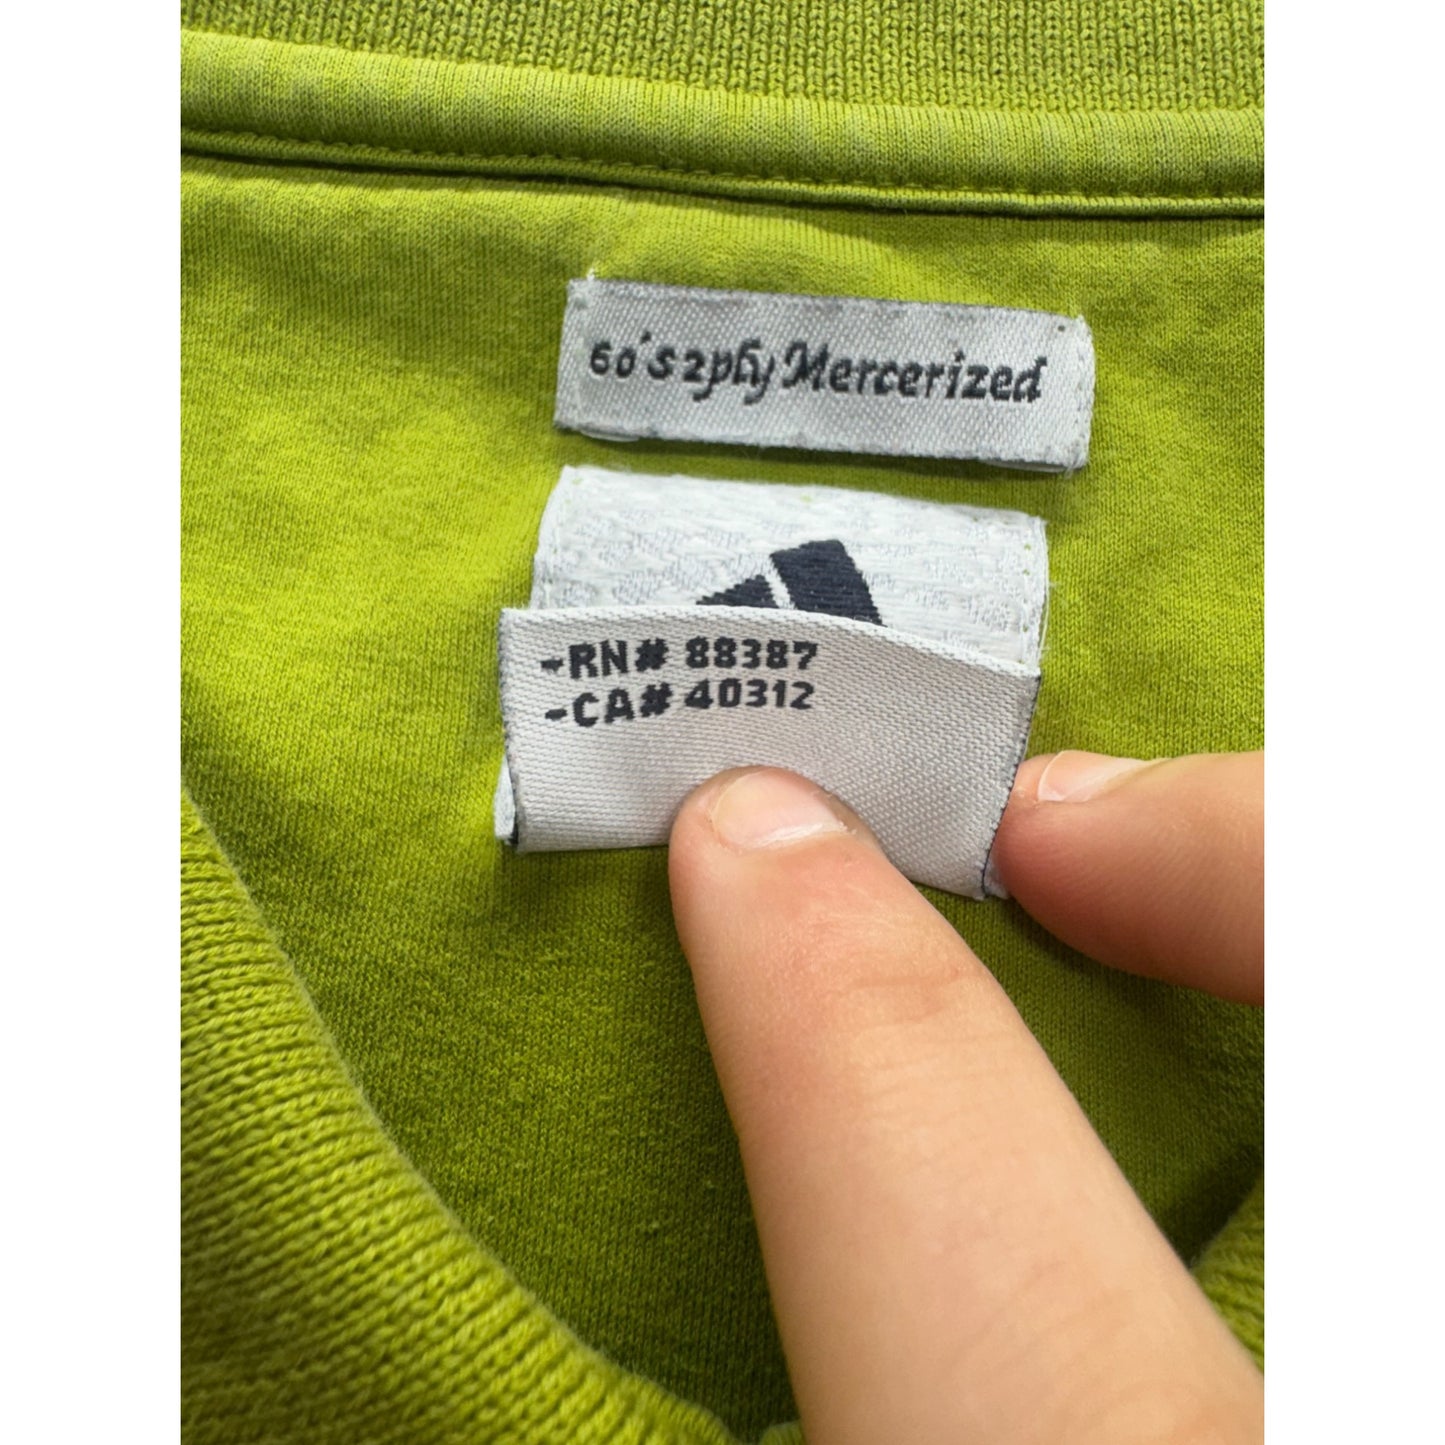 60's 2ply Mercerized
-RN# 88387
-CA# 40312